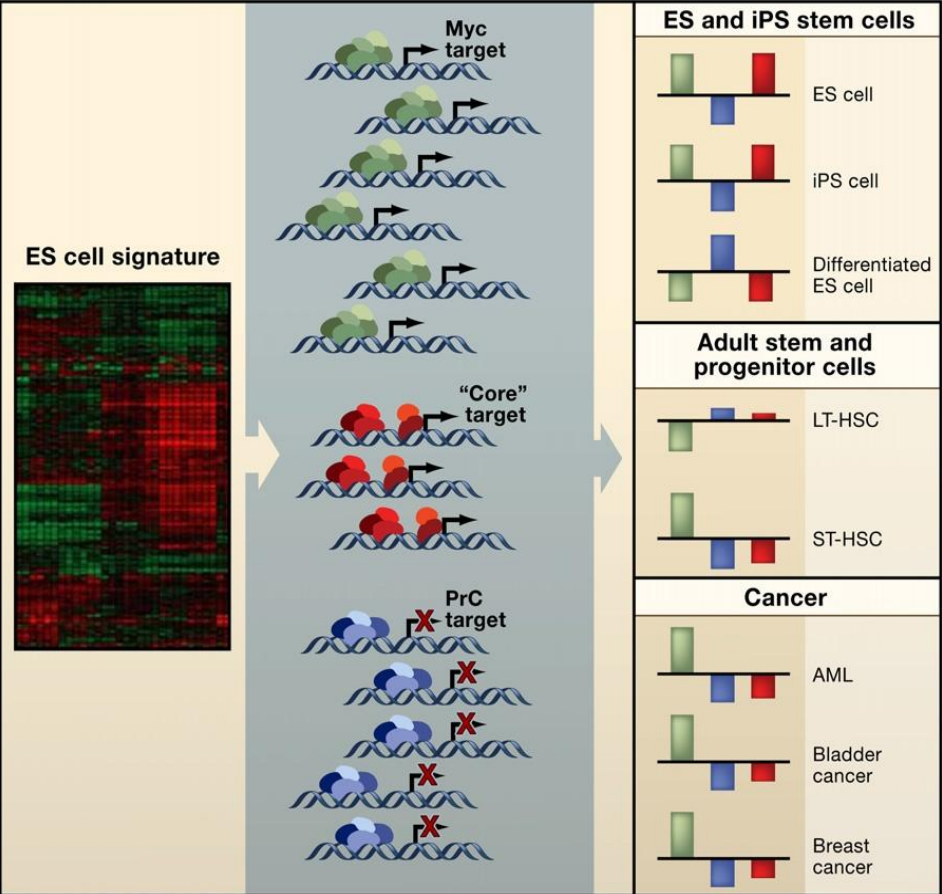 ES cell signature
Myc
target
"Core"
target
PrC
target
X
X
X
X
X
ES and iPS stem cells
ES cell
iPS cell
Differentiated
ES cell
Adult stem and
progenitor cells
LT-HSC
ST-HSC
Cancer
AML
Bladder
cancer
Breast
cancer